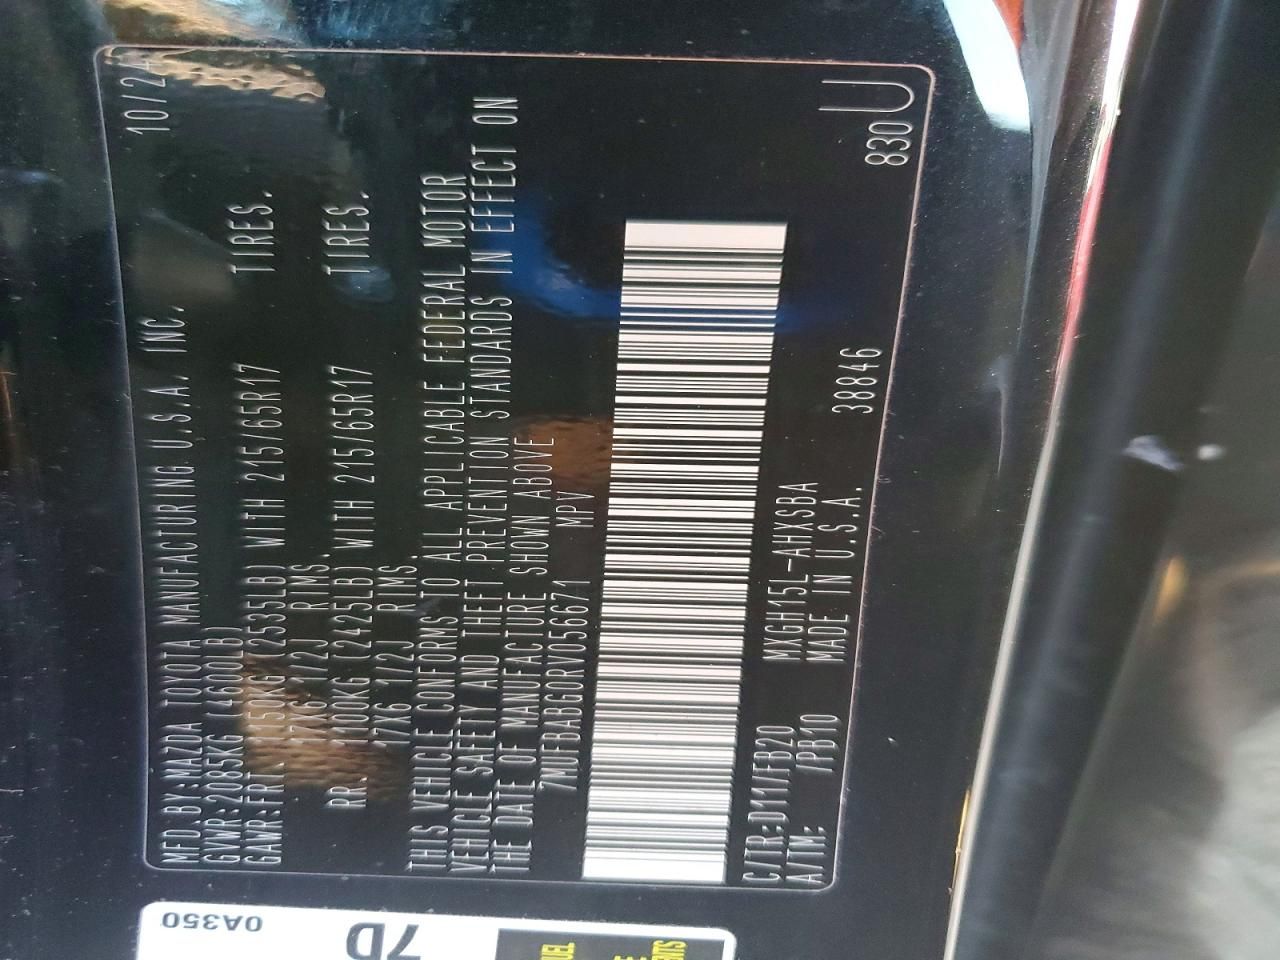 MFD.BY:MAZDA TOYOTA MANUFACTURING U.S.A. INC. 10/24
GVWR:2085KG (4600LB)
GAWR:FRT. 1150KG (2535LB) WITH 215/65R17 TIRES.
17X6 1/2J RIMS.
RR. 1100KG (2425LB) WITH 215/65R17 TIRES.
17X6 1/2J RIMS.
THIS VEHICLE CONFORMS TO ALL APPLICABLE FEDERAL MOTOR
VEHICLE SAFETY AND THEFT PREVENTION STANDARDS IN EFFECT ON
THE DATE OF MANUFACTURE SHOWN ABOVE
7MUFBABG0RV056671 MPV
C/TR:D11/FB20 MXGH15L-AHXSBA 38846
A/TM: /PB10 MADE IN U.S.A. 830U
0A350
7D